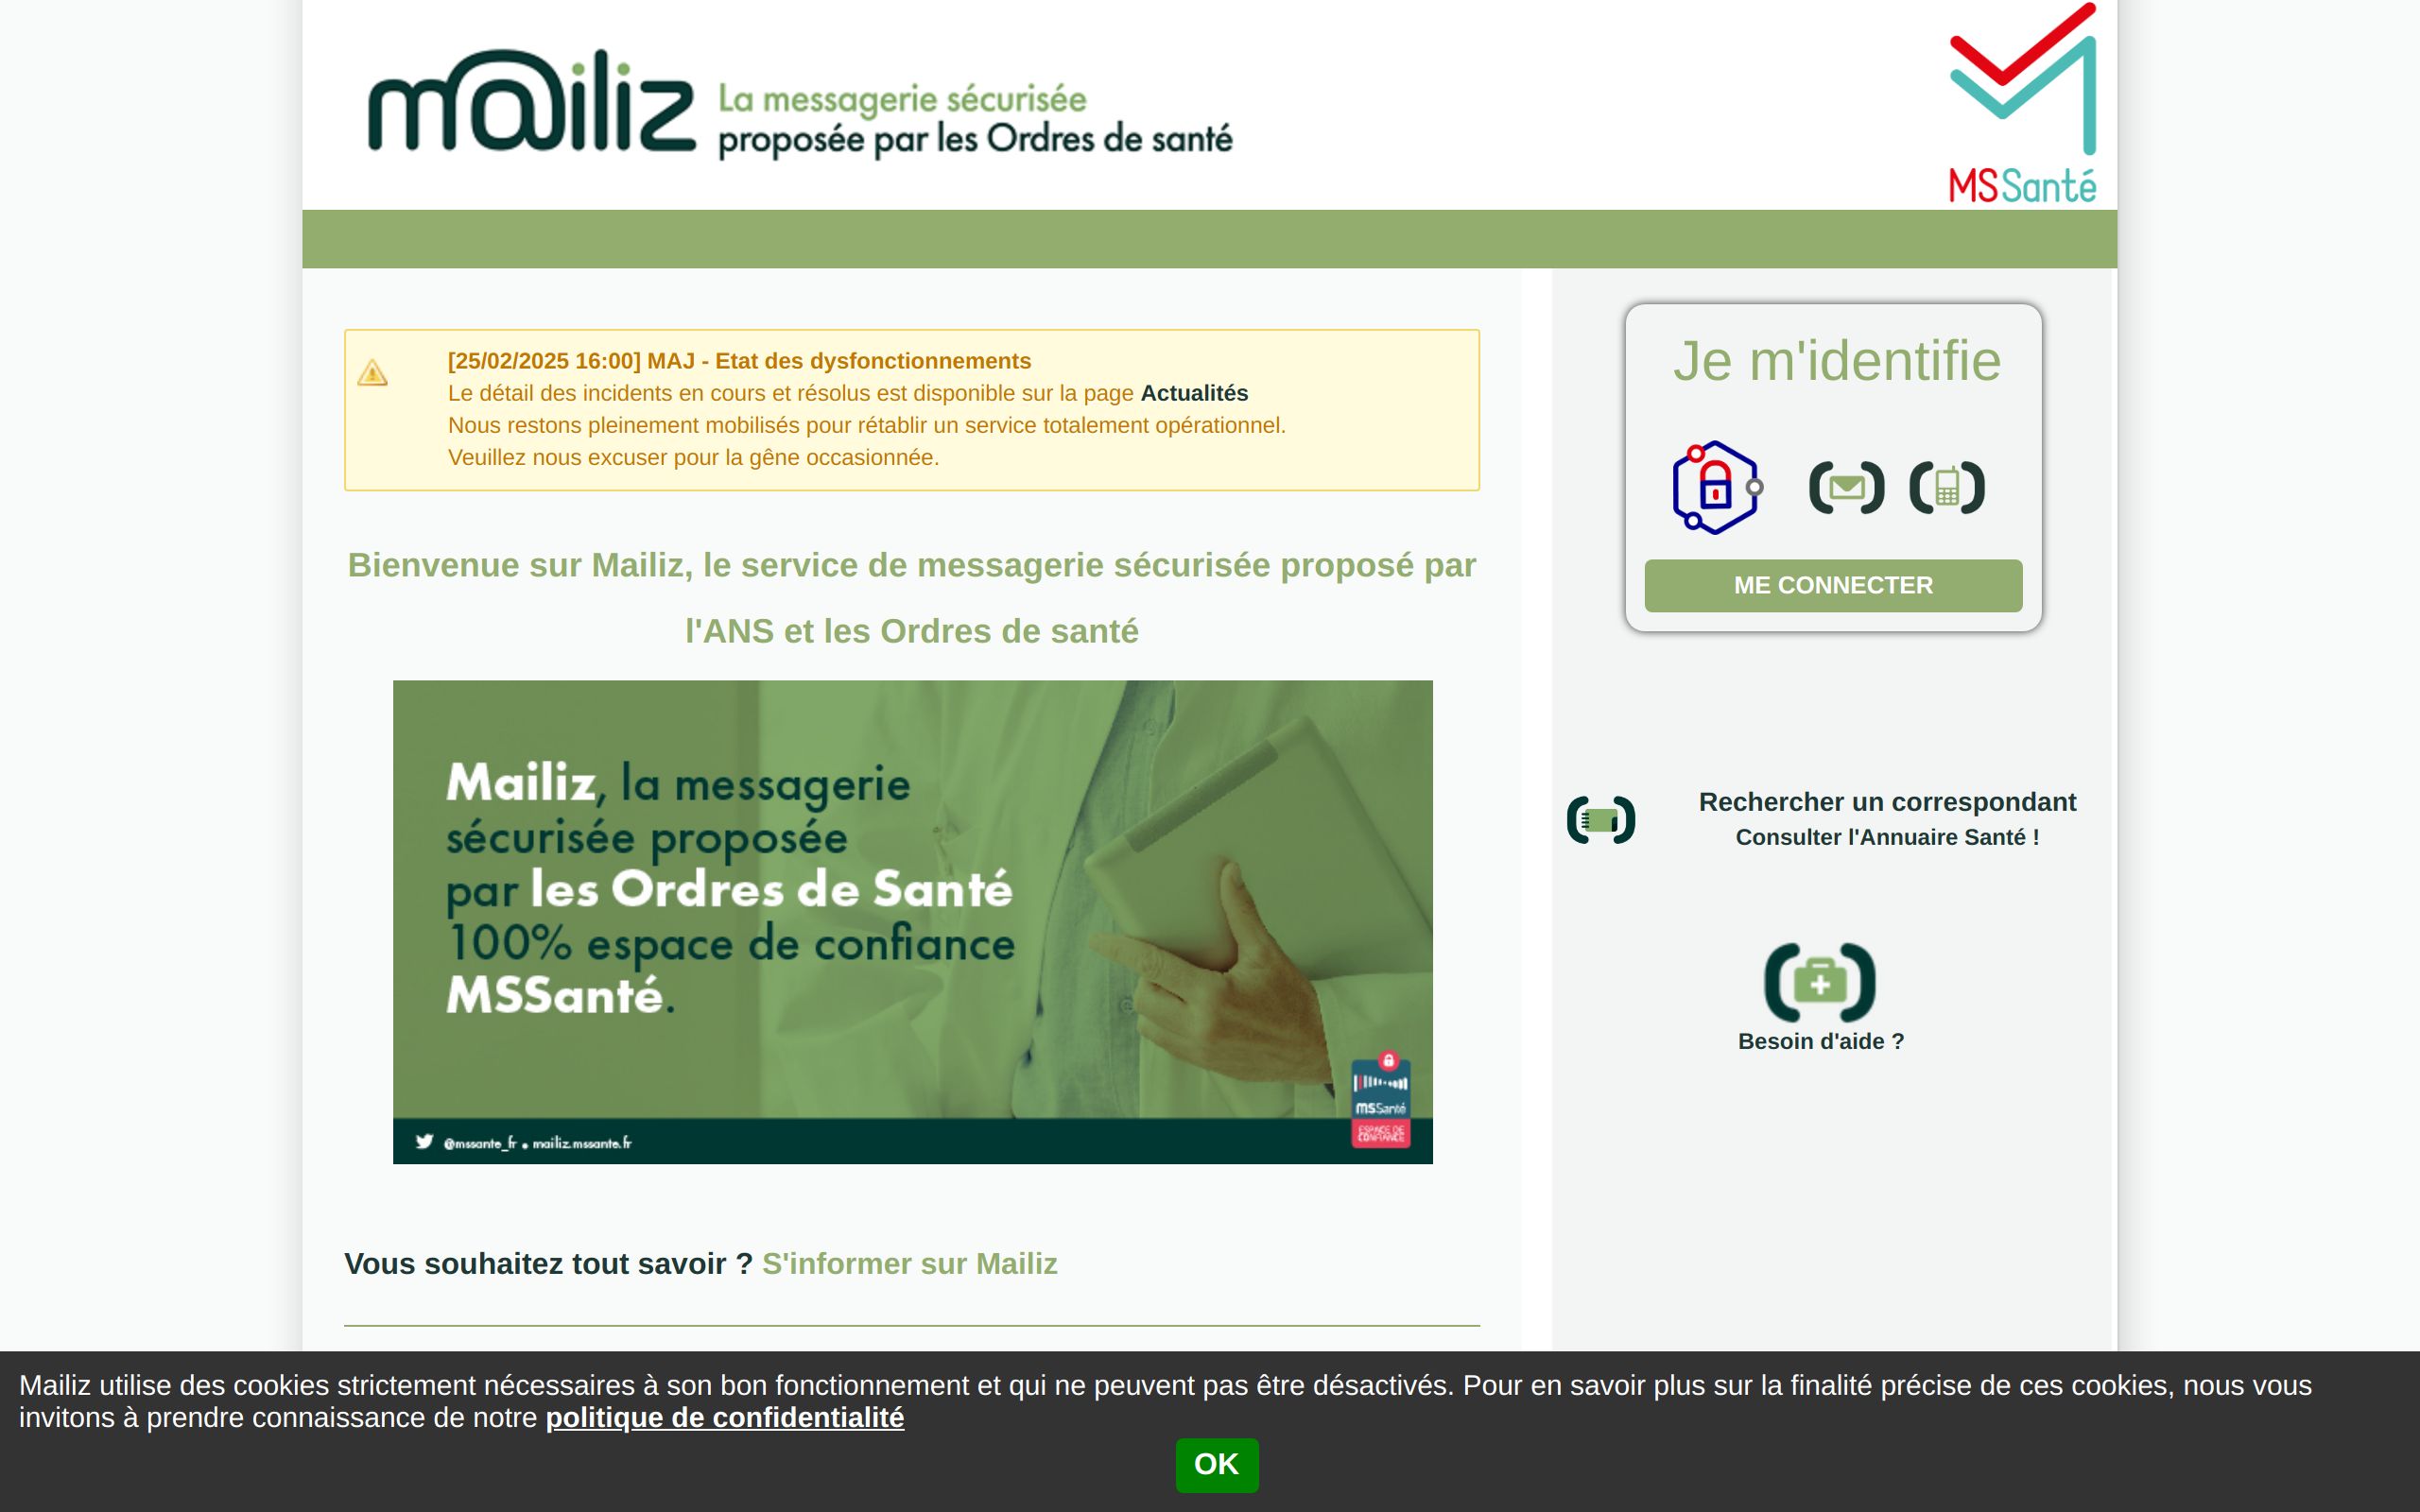 m@iliz La messagerie sécurisée
proposée par les Ordres de santé
MSSanté
[25/02/2025 16:00] MAJ - Etat des dysfonctionnements
Le détail des incidents en cours et résolus est disponible sur la page Actualités
Nous restons pleinement mobilisés pour rétablir un service totalement opérationnel.
Veuillez nous excuser pour la gêne occasionnée.
Bienvenue sur Mailiz, le service de messagerie sécurisée proposé par
l'ANS et les Ordres de santé
Mailiz, la messagerie
sécurisée proposée
par les Ordres de Santé
100% espace de confiance
MSSanté.
msSanté
ESPACE DE
CONFIANCE
@mssante_fr • mailiz.mssante.fr
Vous souhaitez tout savoir ? S'informer sur Mailiz
Je m'identifie
ME CONNECTER
Rechercher un correspondant
Consulter l'Annuaire Santé !
Besoin d'aide ?
Mailiz utilise des cookies strictement nécessaires à son bon fonctionnement et qui ne peuvent pas être désactivés. Pour en savoir plus sur la finalité précise de ces cookies, nous vous
invitons à prendre connaissance de notre politique de confidentialité
OK